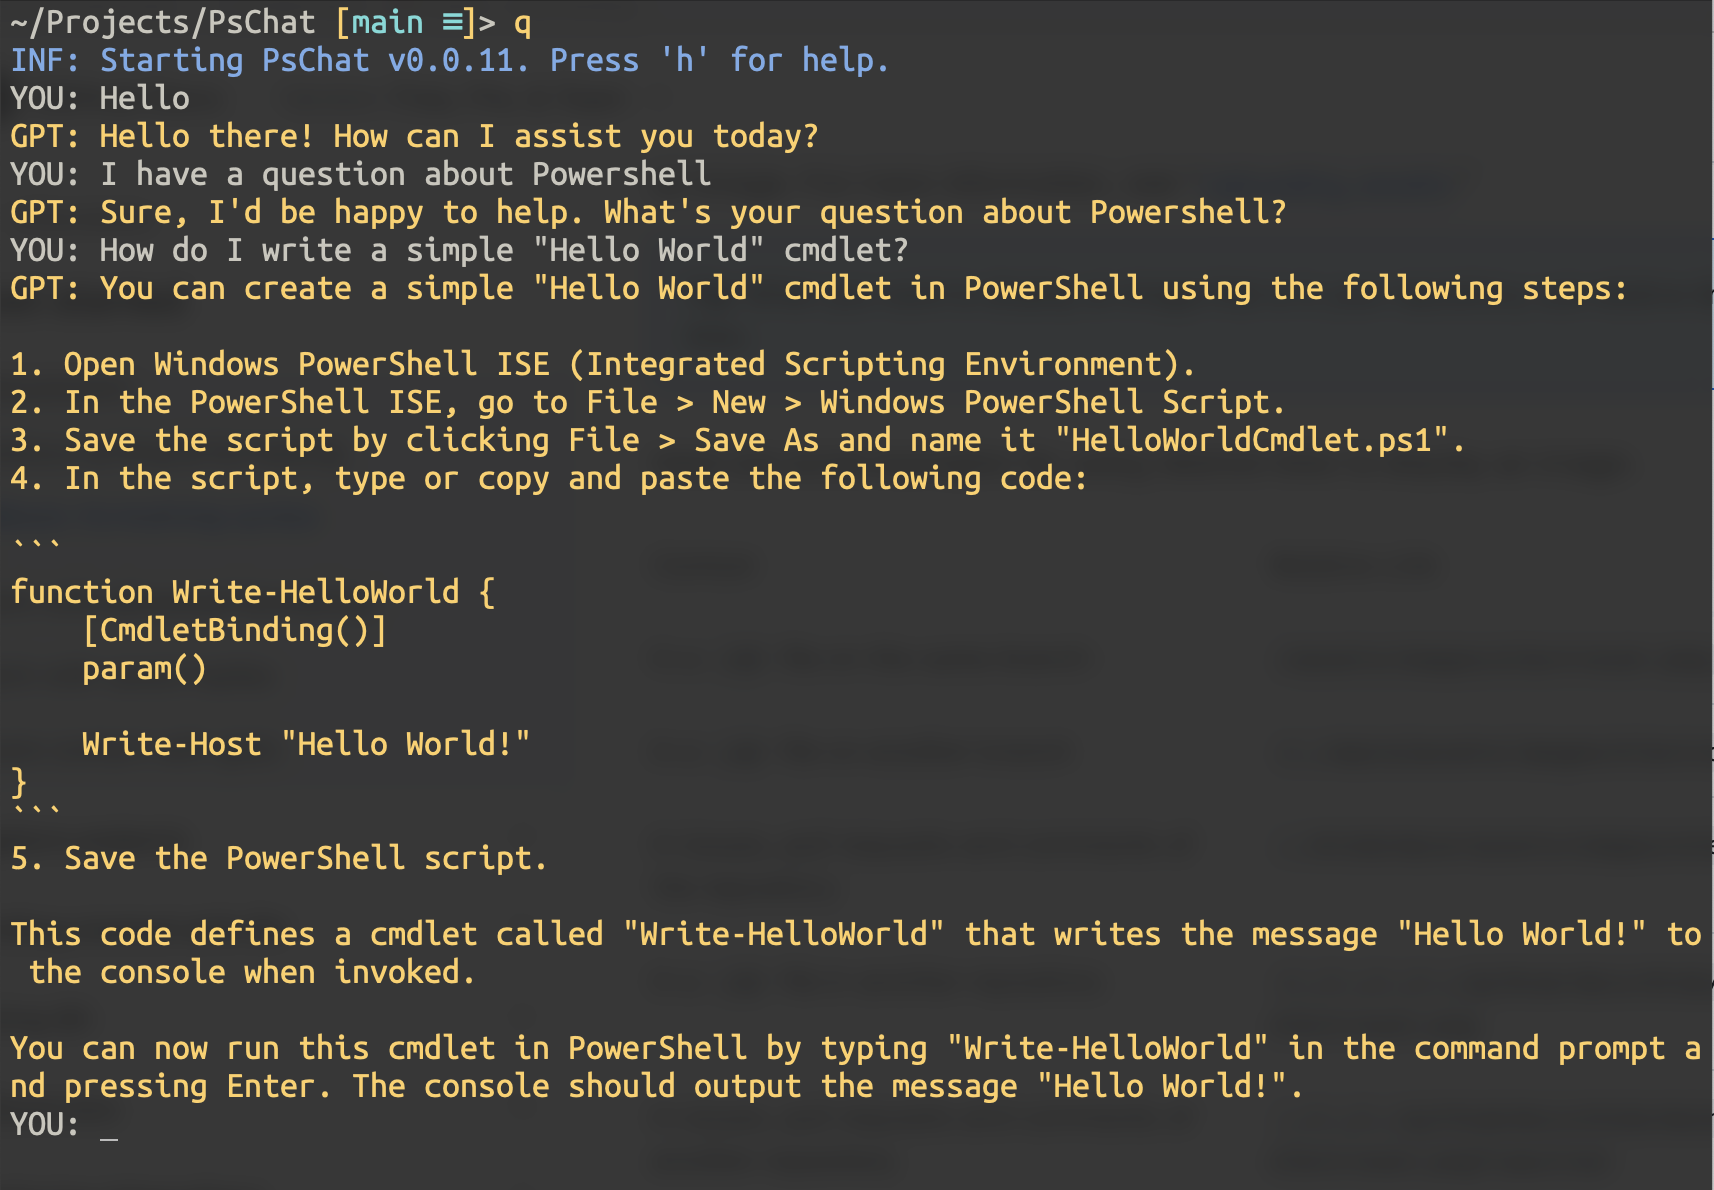 ~/Projects/PsChat [main ≡]> q
INF: Starting PsChat v0.0.11. Press 'h' for help.
YOU: Hello
GPT: Hello there! How can I assist you today?
YOU: I have a question about Powershell
GPT: Sure, I'd be happy to help. What's your question about Powershell?
YOU: How do I write a simple "Hello World" cmdlet?
GPT: You can create a simple "Hello World" cmdlet in PowerShell using the following steps:
1. Open Windows PowerShell ISE (Integrated Scripting Environment).
2. In the PowerShell ISE, go to File > New > Windows PowerShell Script.
3. Save the script by clicking File > Save As and name it "HelloWorldCmdlet.ps1".
4. In the script, type or copy and paste the following code:
```
function Write-HelloWorld {
    [CmdletBinding()]
    param()
    Write-Host "Hello World!"
}
```
5. Save the PowerShell script.
This code defines a cmdlet called "Write-HelloWorld" that writes the message "Hello World!" to
 the console when invoked.
You can now run this cmdlet in PowerShell by typing "Write-HelloWorld" in the command prompt a
nd pressing Enter. The console should output the message "Hello World!".
YOU: _